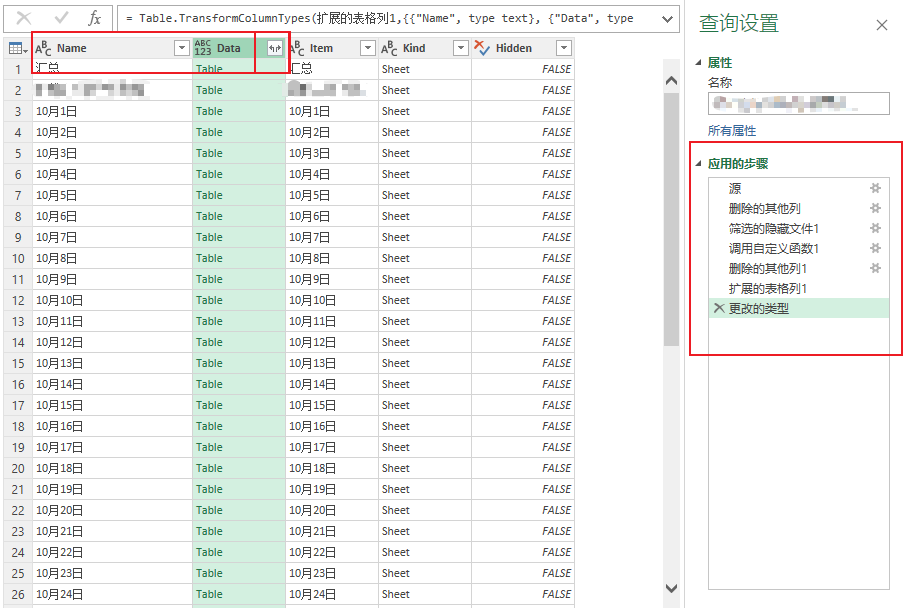 fx = Table.TransformColumnTypes(扩展的表格列1,{{"Name", type text}, {"Data", type
ABC Name ABC 123 Data ABC Item ABC Kind Hidden
1 汇总 Table 汇总 Sheet FALSE
2 Table Sheet FALSE
3 10月1日 Table 10月1日 Sheet FALSE
4 10月2日 Table 10月2日 Sheet FALSE
5 10月3日 Table 10月3日 Sheet FALSE
6 10月4日 Table 10月4日 Sheet FALSE
7 10月5日 Table 10月5日 Sheet FALSE
8 10月6日 Table 10月6日 Sheet FALSE
9 10月7日 Table 10月7日 Sheet FALSE
10 10月8日 Table 10月8日 Sheet FALSE
11 10月9日 Table 10月9日 Sheet FALSE
12 10月10日 Table 10月10日 Sheet FALSE
13 10月11日 Table 10月11日 Sheet FALSE
14 10月12日 Table 10月12日 Sheet FALSE
15 10月13日 Table 10月13日 Sheet FALSE
16 10月14日 Table 10月14日 Sheet FALSE
17 10月15日 Table 10月15日 Sheet FALSE
18 10月16日 Table 10月16日 Sheet FALSE
19 10月17日 Table 10月17日 Sheet FALSE
20 10月18日 Table 10月18日 Sheet FALSE
21 10月19日 Table 10月19日 Sheet FALSE
22 10月20日 Table 10月20日 Sheet FALSE
23 10月21日 Table 10月21日 Sheet FALSE
24 10月22日 Table 10月22日 Sheet FALSE
25 10月23日 Table 10月23日 Sheet FALSE
26 10月24日 Table 10月24日 Sheet FALSE
查询设置
属性
名称
所有属性
应用的步骤
源
删除的其他列
筛选的隐藏文件1
调用自定义函数1
删除的其他列1
扩展的表格列1
更改的类型